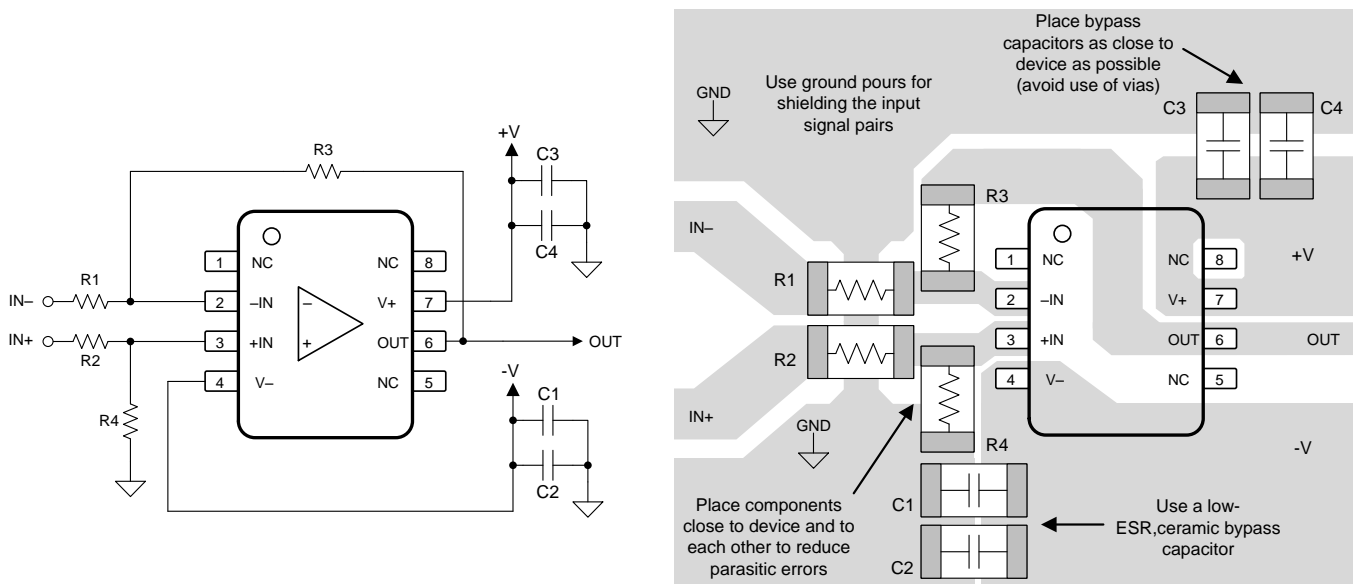 +V
R3
C3
C4
1
NC
NC
8
IN–
R1
2
–IN
–
V+
7
IN+
R2
3
+IN
+
OUT
6
OUT
4
V–
NC
5
R4
-V
C1
C2
GND
Use ground pours for
shielding the input
signal pairs
Place bypass
capacitors as close to
device as possible
(avoid use of vias)
C3
C4
R3
IN–
R1
R2
IN+
GND
R4
1
NC
NC
8
+V
2
–IN
V+
7
3
+IN
OUT
6
OUT
4
V–
NC
5
-V
C1
C2
Place components
close to device and to
each other to reduce
parasitic errors
Use a low-
ESR,ceramic bypass
capacitor